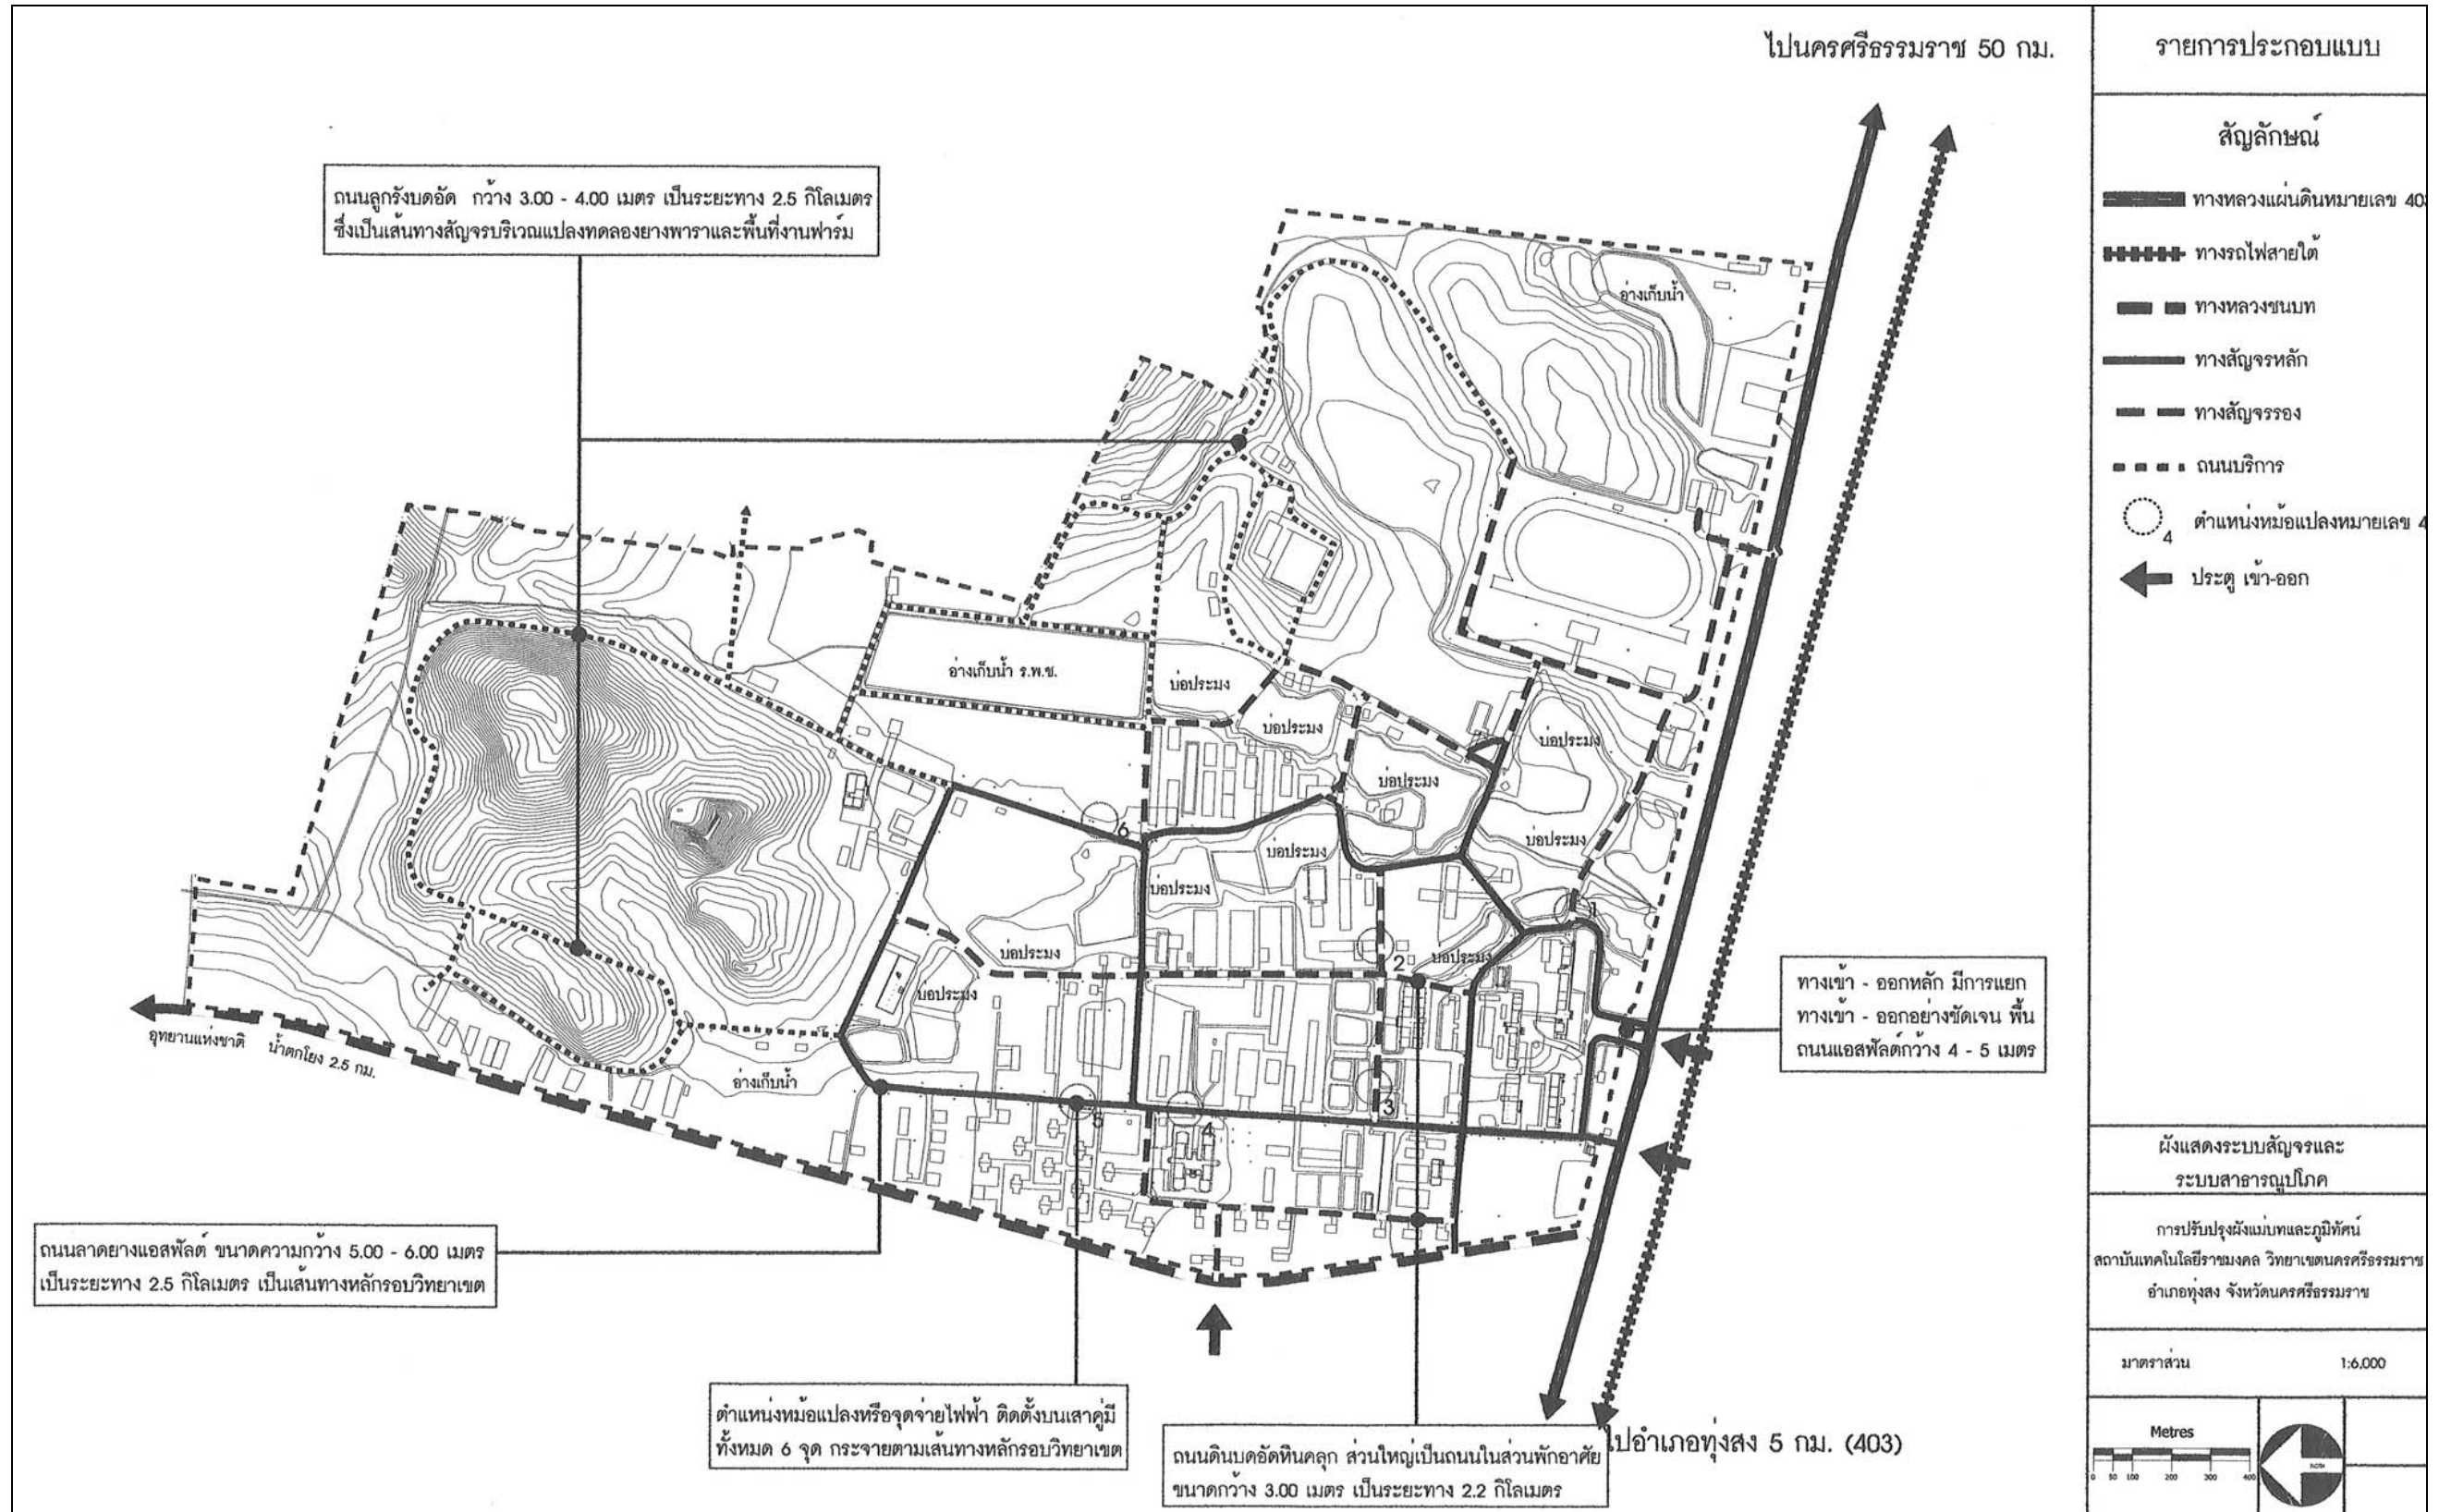 ไปนครศรีธรรมราช 50 กม.
ถนนลูกรังบดอัด กว้าง 3.00 - 4.00 เมตร เป็นระยะทาง 2.5 กิโลเมตร
ซึ่งเป็นเส้นทางสัญจรบริเวณแปลงทดลองยางพาราและพื้นที่งานฟาร์ม
อ่างเก็บน้ำ
อ่างเก็บน้ำ ร.พ.ช.
บ่อประมง
บ่อประมง
บ่อประมง
บ่อประมง
6
บ่อประมง
บ่อประมง
บ่อประมง
1
บ่อประมง
2
บ่อประมง
บ่อประมง
ทางเข้า - ออกหลัก มีการแยก
ทางเข้า - ออกอย่างชัดเจน พื้น
ถนนแอสฟัลต์กว้าง 4 - 5 เมตร
อุทยานแห่งชาติ น้ำตกโยง 2.5 กม.
อ่างเก็บน้ำ
3
5
4
ถนนลาดยางแอสฟัลต์ ขนาดความกว้าง 5.00 - 6.00 เมตร
เป็นระยะทาง 2.5 กิโลเมตร เป็นเส้นทางหลักรอบวิทยาเขต
ตำแหน่งหม้อแปลงหรือจุดจ่ายไฟฟ้า ติดตั้งบนเสาคู่มี
ทั้งหมด 6 จุด กระจายตามเส้นทางหลักรอบวิทยาเขต
ถนนดินบดอัดหินคลุก ส่วนใหญ่เป็นถนนในส่วนพักอาศัย
ขนาดกว้าง 3.00 เมตร เป็นระยะทาง 2.2 กิโลเมตร
ไปอำเภอทุ่งสง 5 กม. (403)
รายการประกอบแบบ
สัญลักษณ์
ทางหลวงแผ่นดินหมายเลข 403
ทางรถไฟสายใต้
ทางหลวงชนบท
ทางสัญจรหลัก
ทางสัญจรรอง
ถนนบริการ
4
ตำแหน่งหม้อแปลงหมายเลข 4
ประตู เข้า-ออก
ผังแสดงระบบสัญจรและ
ระบบสาธารณูปโภค
การปรับปรุงผังแม่บทและภูมิทัศน์
สถาบันเทคโนโลยีราชมงคล วิทยาเขตนครศรีธรรมราช
อำเภอทุ่งสง จังหวัดนครศรีธรรมราช
มาตราส่วน 1:6,000
Metres
0 50 100 200 300 400